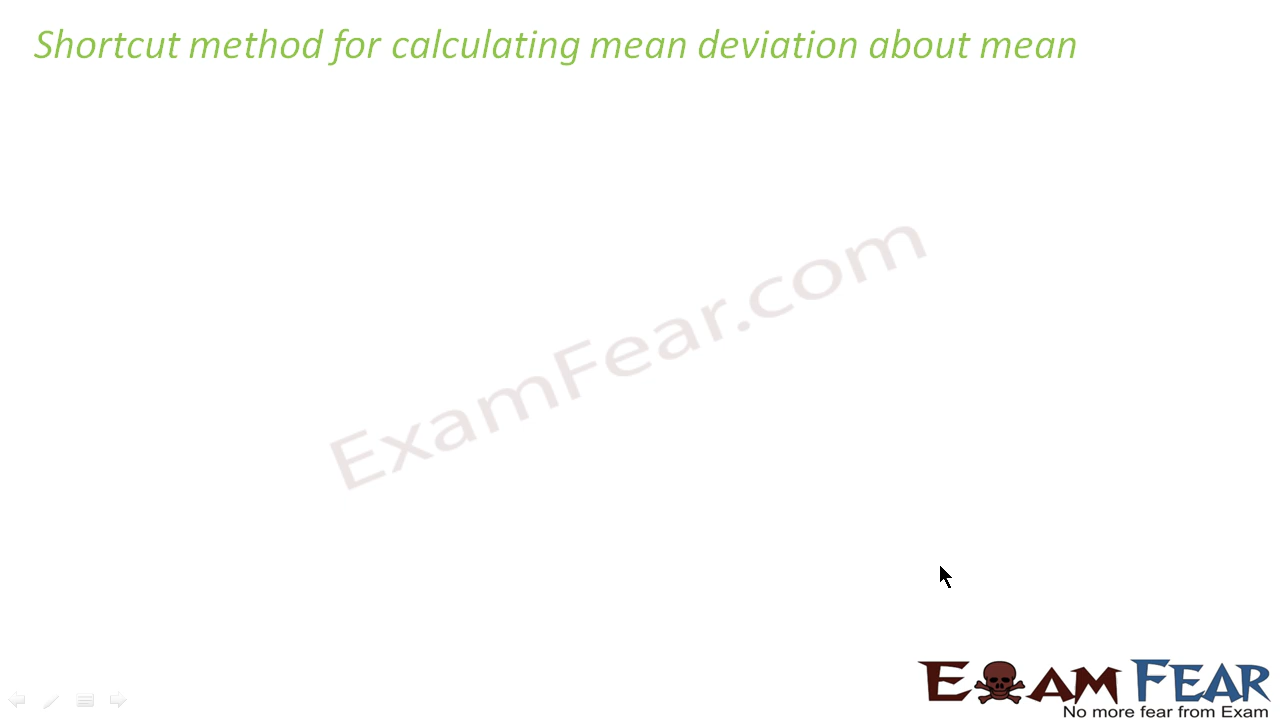 Shortcut method for calculating mean deviation about mean
ExamFear.com
EXAM FEAR
No more fear from Exam